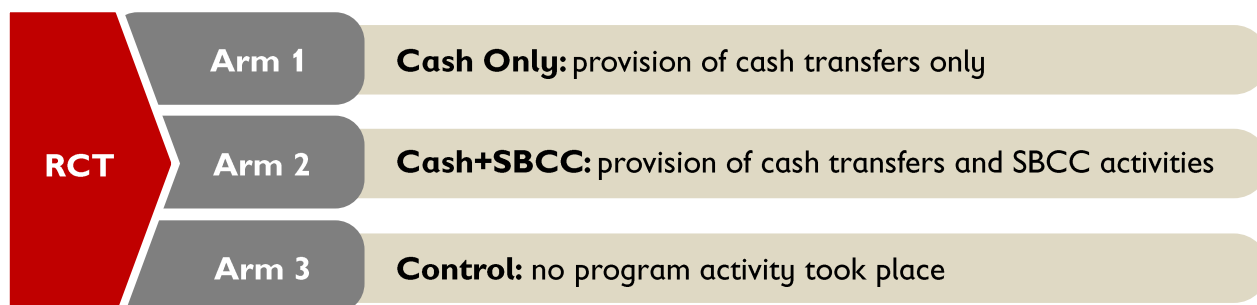 Arm 1
Cash Only: provision of cash transfers only
RCT
Arm 2
Cash+SBCC: provision of cash transfers and SBCC activities
Arm 3
Control: no program activity took place